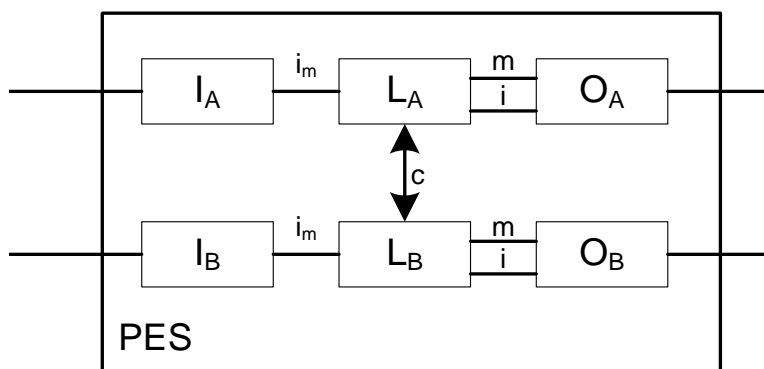 I_A i_m L_A m i O_A
c
I_B i_m L_B m i O_B
PES